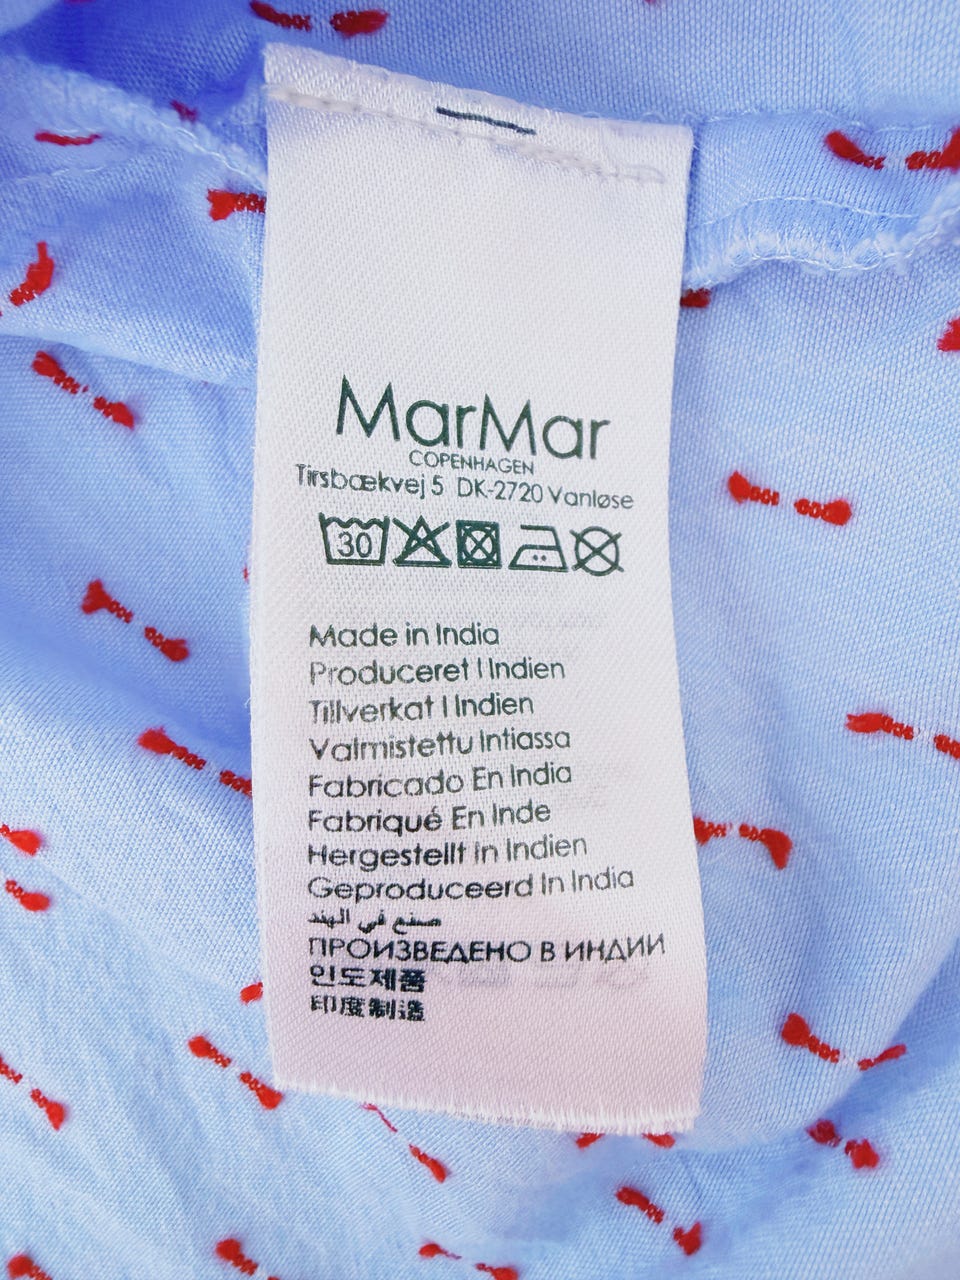 MarMar
COPENHAGEN
Tirsbækvej 5 DK-2720 Vanløse
30
Made in India
Produceret I Indien
Tillverkat I Indien
Valmistettu Intiassa
Fabricado En India
Fabriqué En Inde
Hergestellt in Indien
Geproduceerd In India
صنع في الهند
ПРОИЗВЕДЕНО В ИНДИИ
인도제품
印度制造